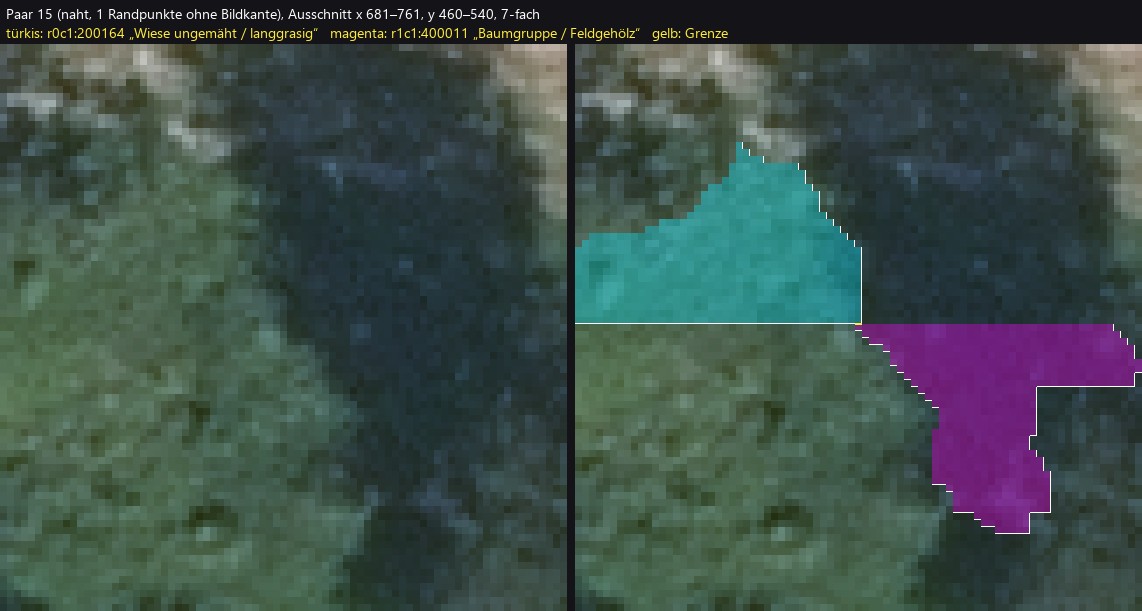 Paar 15 (naht, 1 Randpunkte ohne Bildkante), Ausschnitt x 681–761, y 460–540, 7-fach
türkis: r0c1:200164 „Wiese ungemäht / langgrasig“ magenta: r1c1:400011 „Baumgruppe / Feldgehölz“ gelb: Grenze